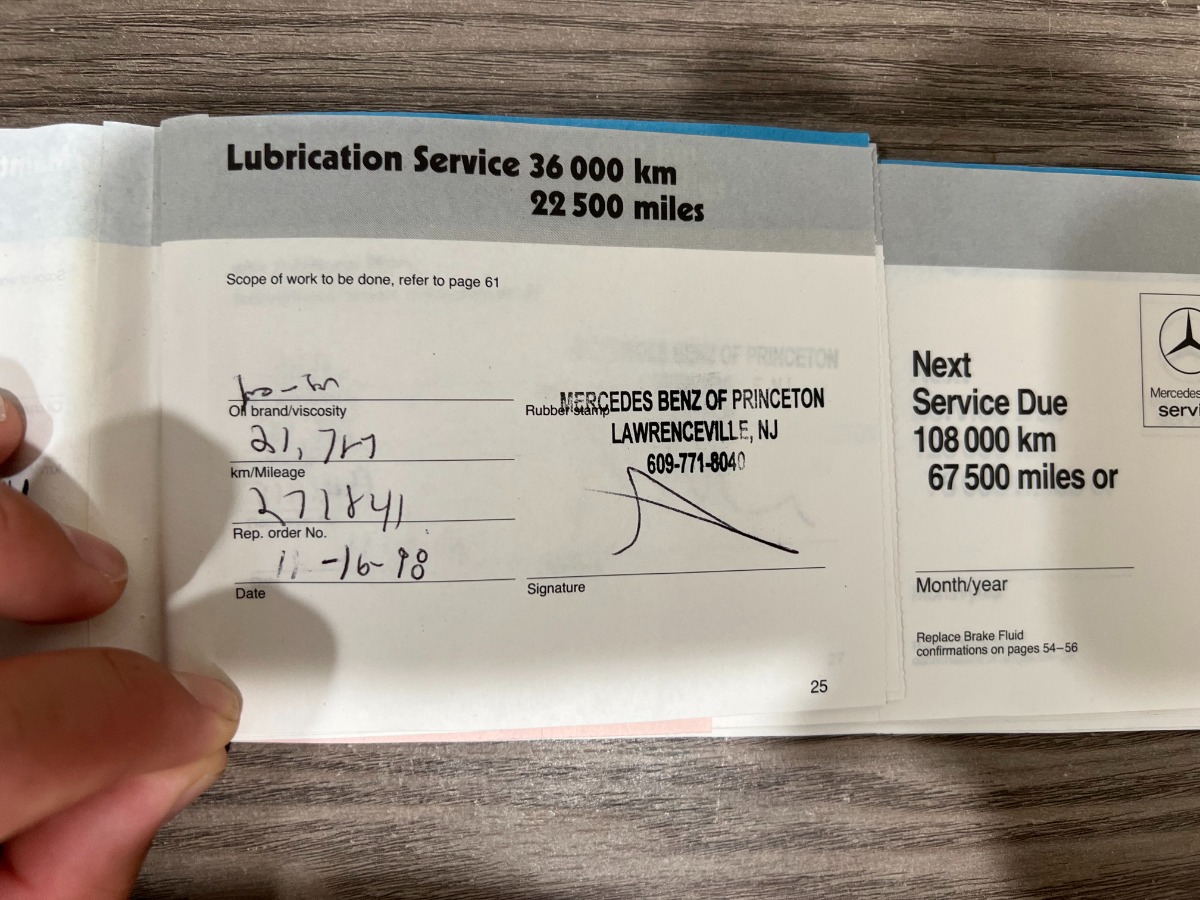 Lubrication Service 36 000 km
22 500 miles
Scope of work to be done, refer to page 61
Oil brand/viscosity
21,
km/Mileage
271841
Rep. order No.
11-16-98
Date
MERCEDES BENZ OF PRINCETON
Rubber stamp
LAWRENCEVILLE, NJ
609-771-8040
Signature
25
Next
Service Due
108 000 km
67 500 miles or
Month/year
Replace Brake Fluid
confirmations on pages 54–56